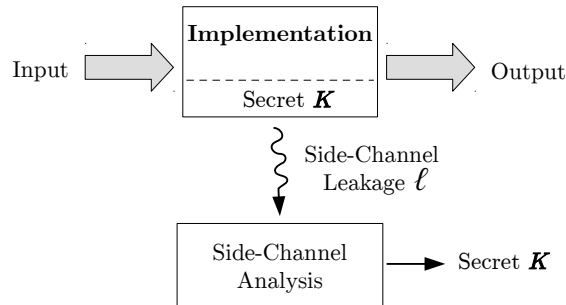 Implementation
Input
Output
Secret K
Side-Channel
Leakage ℓ
Side-Channel
Analysis
Secret K